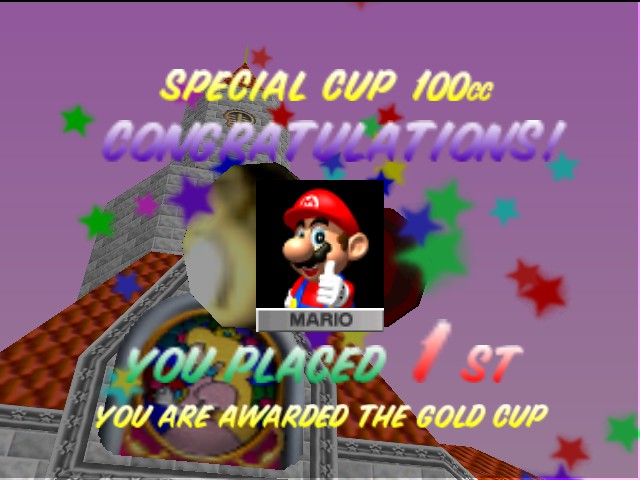 SPECIAL CUP 100cc
CONGRATULATIONS!
M
MARIO
YOU PLACED 1 ST
YOU ARE AWARDED THE GOLD CUP